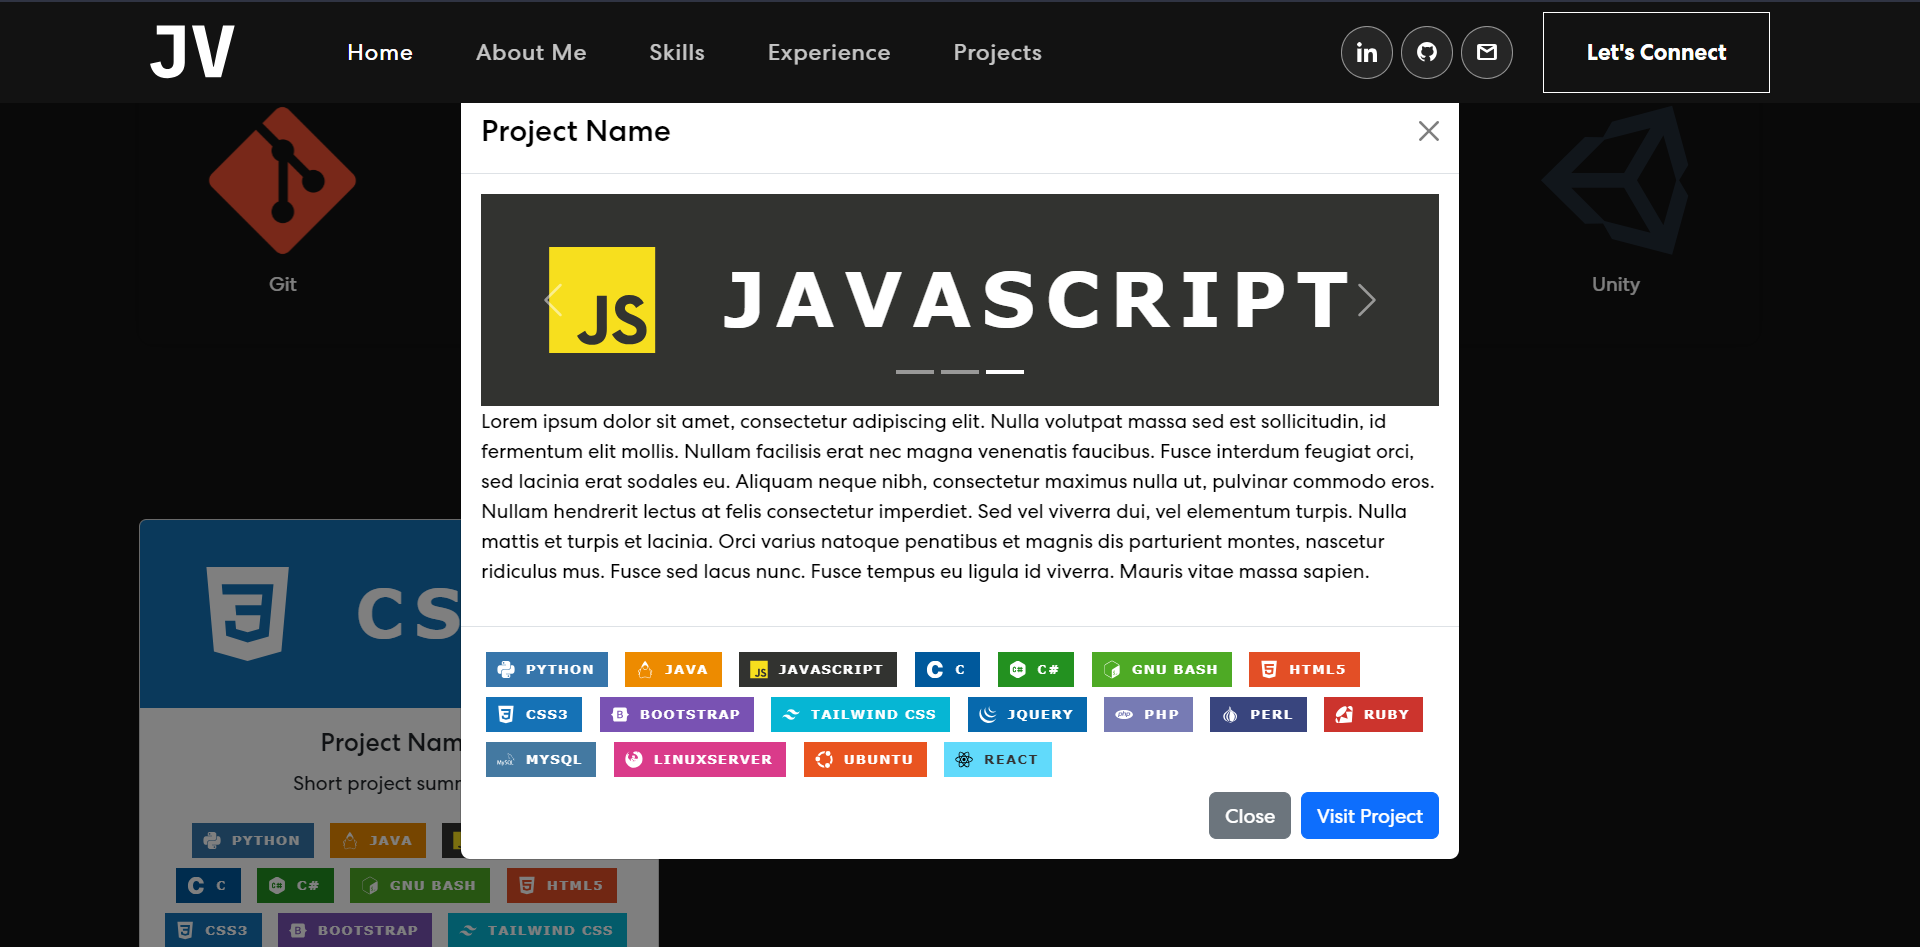 JV
Home About Me Skills Experience Projects
Let's Connect
Project Name
Git
Unity
JS JAVASCRIPT
Lorem ipsum dolor sit amet, consectetur adipiscing elit. Nulla volutpat massa sed est sollicitudin, id
fermentum elit mollis. Nullam facilisis erat nec magna venenatis faucibus. Fusce interdum feugiat orci,
sed lacinia erat sodales eu. Aliquam neque nibh, consectetur maximus nulla ut, pulvinar commodo eros.
Nullam hendrerit lectus at felis consectetur imperdiet. Sed vel viverra dui, vel elementum turpis. Nulla
mattis et turpis et lacinia. Orci varius natoque penatibus et magnis dis parturient montes, nascetur
ridiculus mus. Fusce sed lacus nunc. Fusce tempus eu ligula id viverra. Mauris vitae massa sapien.
PYTHON JAVA JS JAVASCRIPT C C C# C# GNU BASH HTML5
CSS3 B BOOTSTRAP TAILWIND CSS JQUERY php PHP PERL RUBY
MySQL MYSQL LINUXSERVER UBUNTU REACT
Close Visit Project
CS
Project Nam
Short project sum
PYTHON JAVA
C C C# C# GNU BASH HTML5
CSS3 B BOOTSTRAP TAILWIND CSS